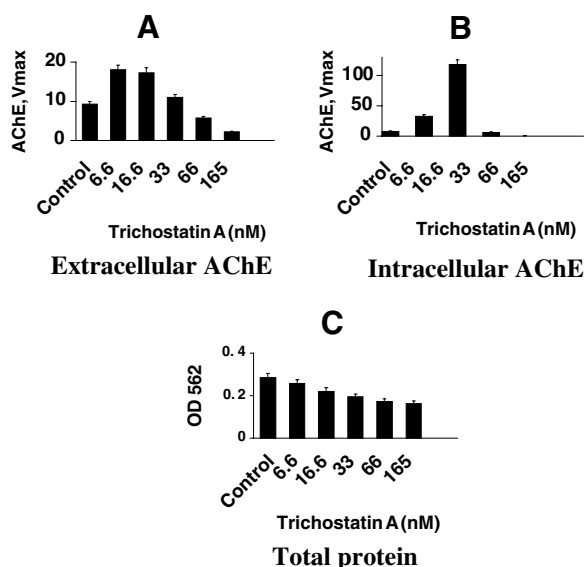 A
AChE, Vmax
20
10
0
Control
6.6
16.6
33
66
165
Trichostatin A (nM)
Extracellular AChE
B
AChE, Vmax
100
50
0
Control
6.6
16.6
33
66
165
Trichostatin A (nM)
Intracellular AChE
C
OD 562
0.4
0.2
0
Control
6.6
16.6
33
66
165
Trichostatin A (nM)
Total protein